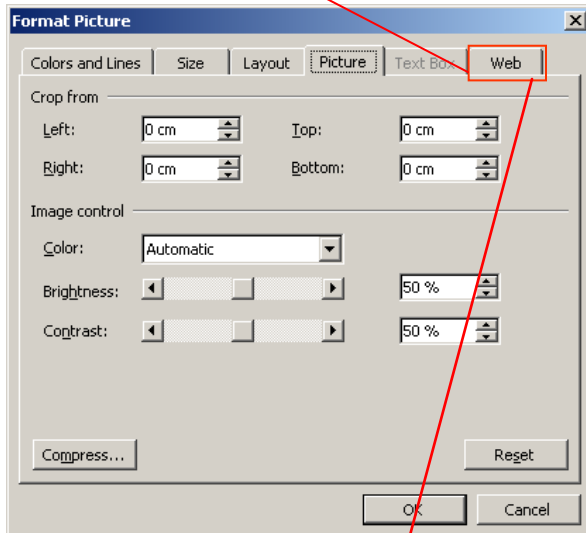 Format Picture
Colors and Lines Size Layout Picture Text Box Web
Crop from
Left: 0 cm Top: 0 cm
Right: 0 cm Bottom: 0 cm
Image control
Color: Automatic
Brightness: 50 %
Contrast: 50 %
Compress... Reset
OK Cancel